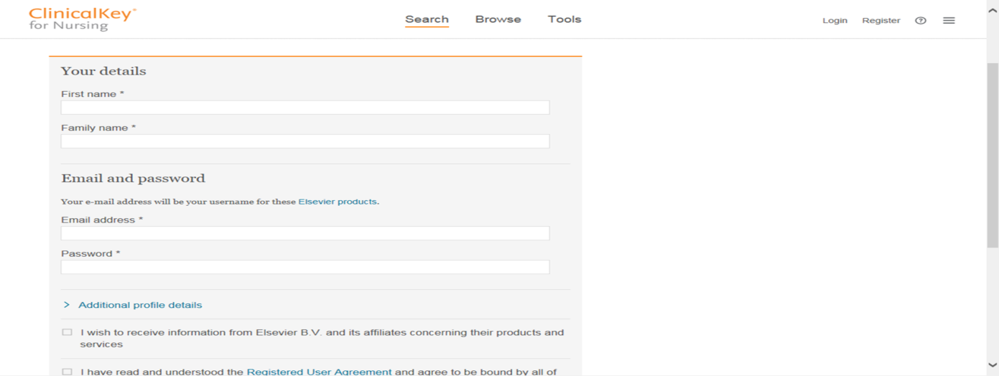 ClinicalKey®
for Nursing
Search Browse Tools
Login Register ?
Your details
First name *
Family name *
Email and password
Your e-mail address will be your username for these Elsevier products.
Email address *
Password *
> Additional profile details
I wish to receive information from Elsevier B.V. and its affiliates concerning their products and
services
I have read and understood the Registered User Agreement and agree to be bound by all of